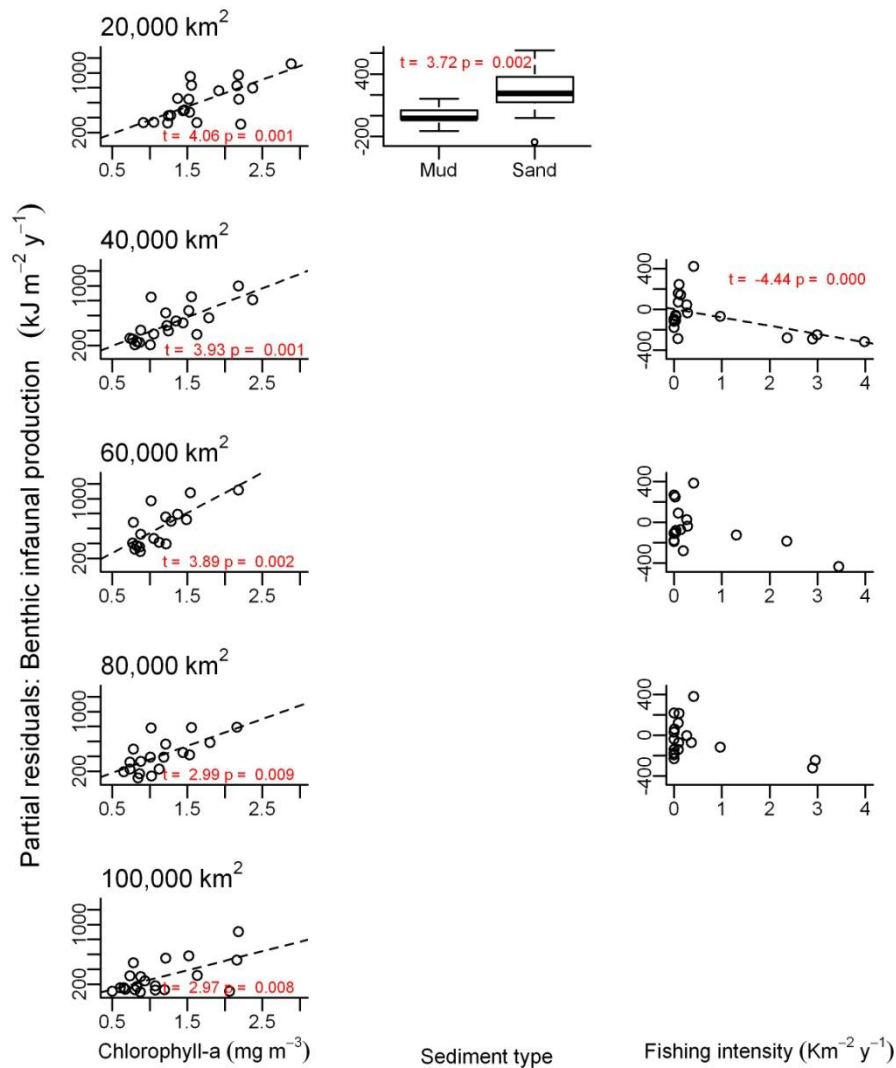 Partial residuals: Benthic infaunal production (kJ m⁻² y⁻¹)
20,000 km²
200 1000
t = 4.06 p = 0.001
0.5 1.5 2.5
-200 400
t = 3.72 p = 0.002
Mud Sand
40,000 km²
200 1000
t = 3.93 p = 0.001
0.5 1.5 2.5
-400 0 400
t = -4.44 p = 0.000
0 1 2 3 4
60,000 km²
200 1000
t = 3.89 p = 0.002
0.5 1.5 2.5
-400 0 400
0 1 2 3 4
80,000 km²
200 1000
t = 2.99 p = 0.009
0.5 1.5 2.5
-400 0 400
0 1 2 3 4
100,000 km²
200 1000
t = 2.97 p = 0.008
0.5 1.5 2.5
Chlorophyll-a (mg m⁻³)
Sediment type
Fishing intensity (Km⁻² y⁻¹)